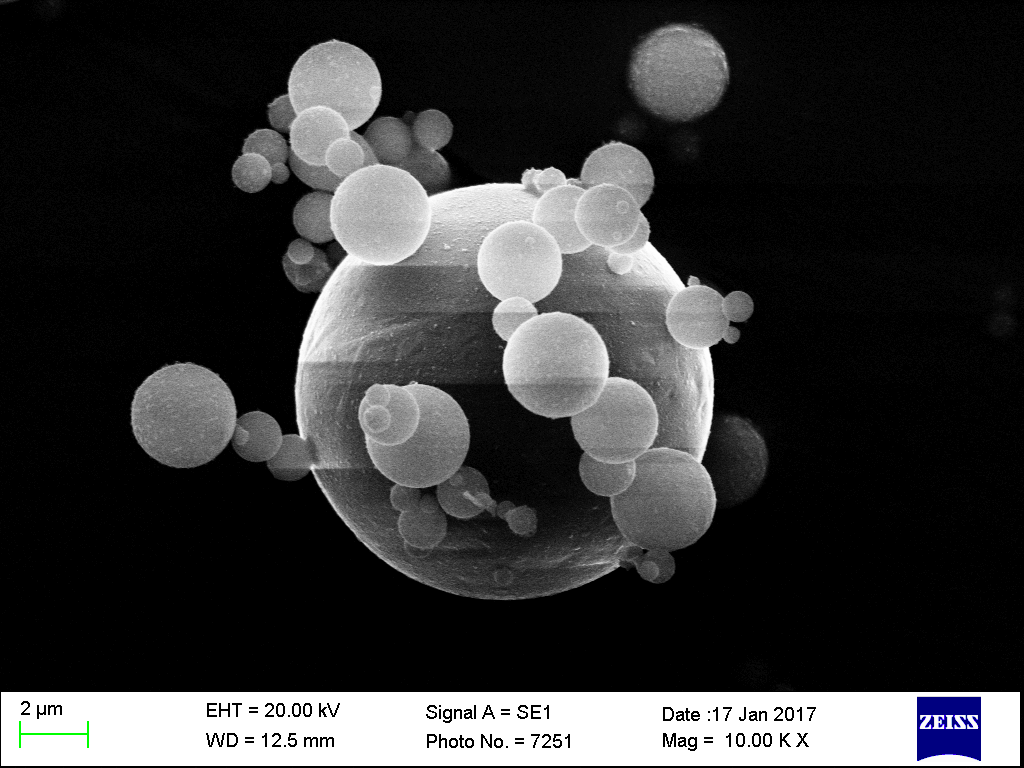 2 µm
EHT = 20.00 kV
WD = 12.5 mm
Signal A = SE1
Photo No. = 7251
Date :17 Jan 2017
Mag = 10.00 K X
ZEISS